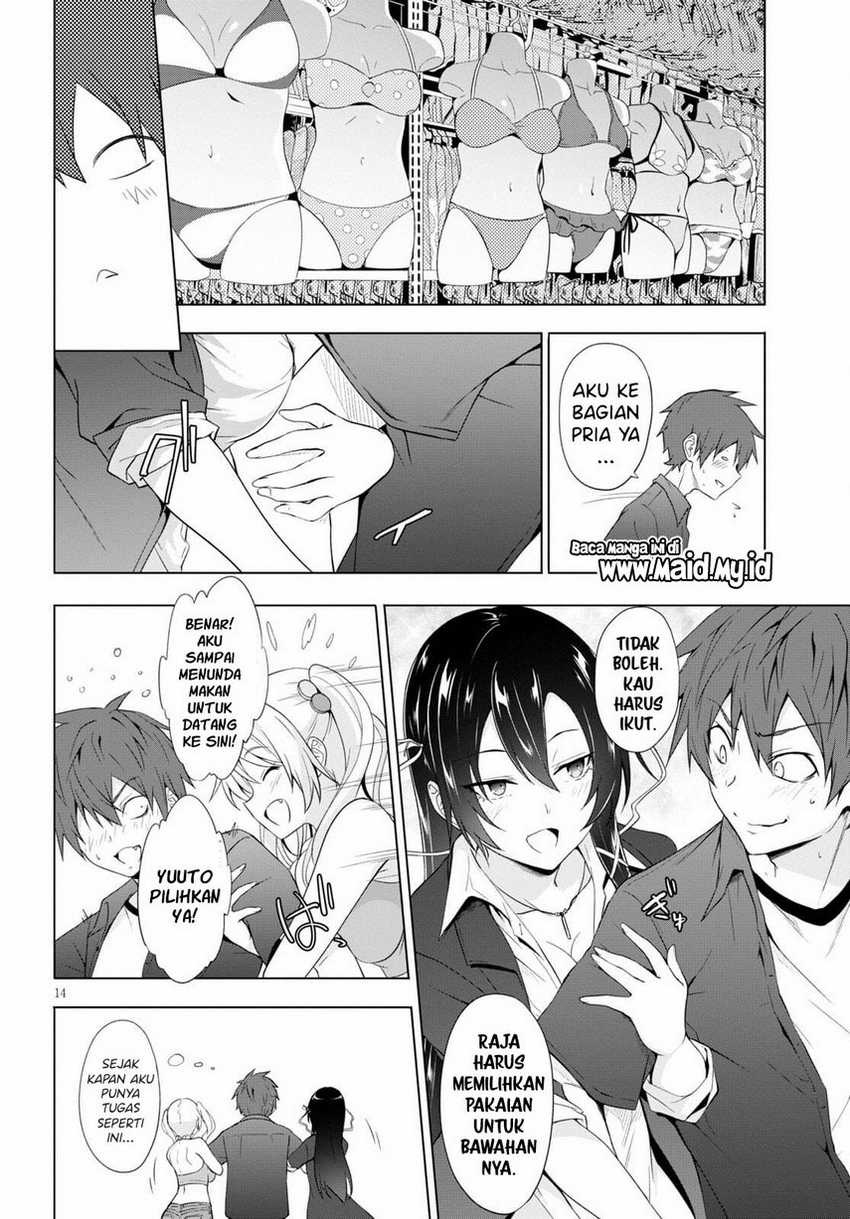 AKU KE
BAGIAN
PRIA YA
...
Baca Manga ini di
www.Maid.My.id
TIDAK
BOLEH.
KAU
HARUS
IKUT.
ぎゅ
RAJA
HARUS
MEMILIHKAN
PAKAIAN
UNTUK
BAWAHAN
NYA.
BENAR!
AKU
SAMPAI
MENUNDA
MAKAN
UNTUK
DATANG
KE SINI!
YUUTO
PILIHKAN
YA!
14
SEJAK
KAPAN AKU
PUNYA
TUGAS
SEPERTI
INI...